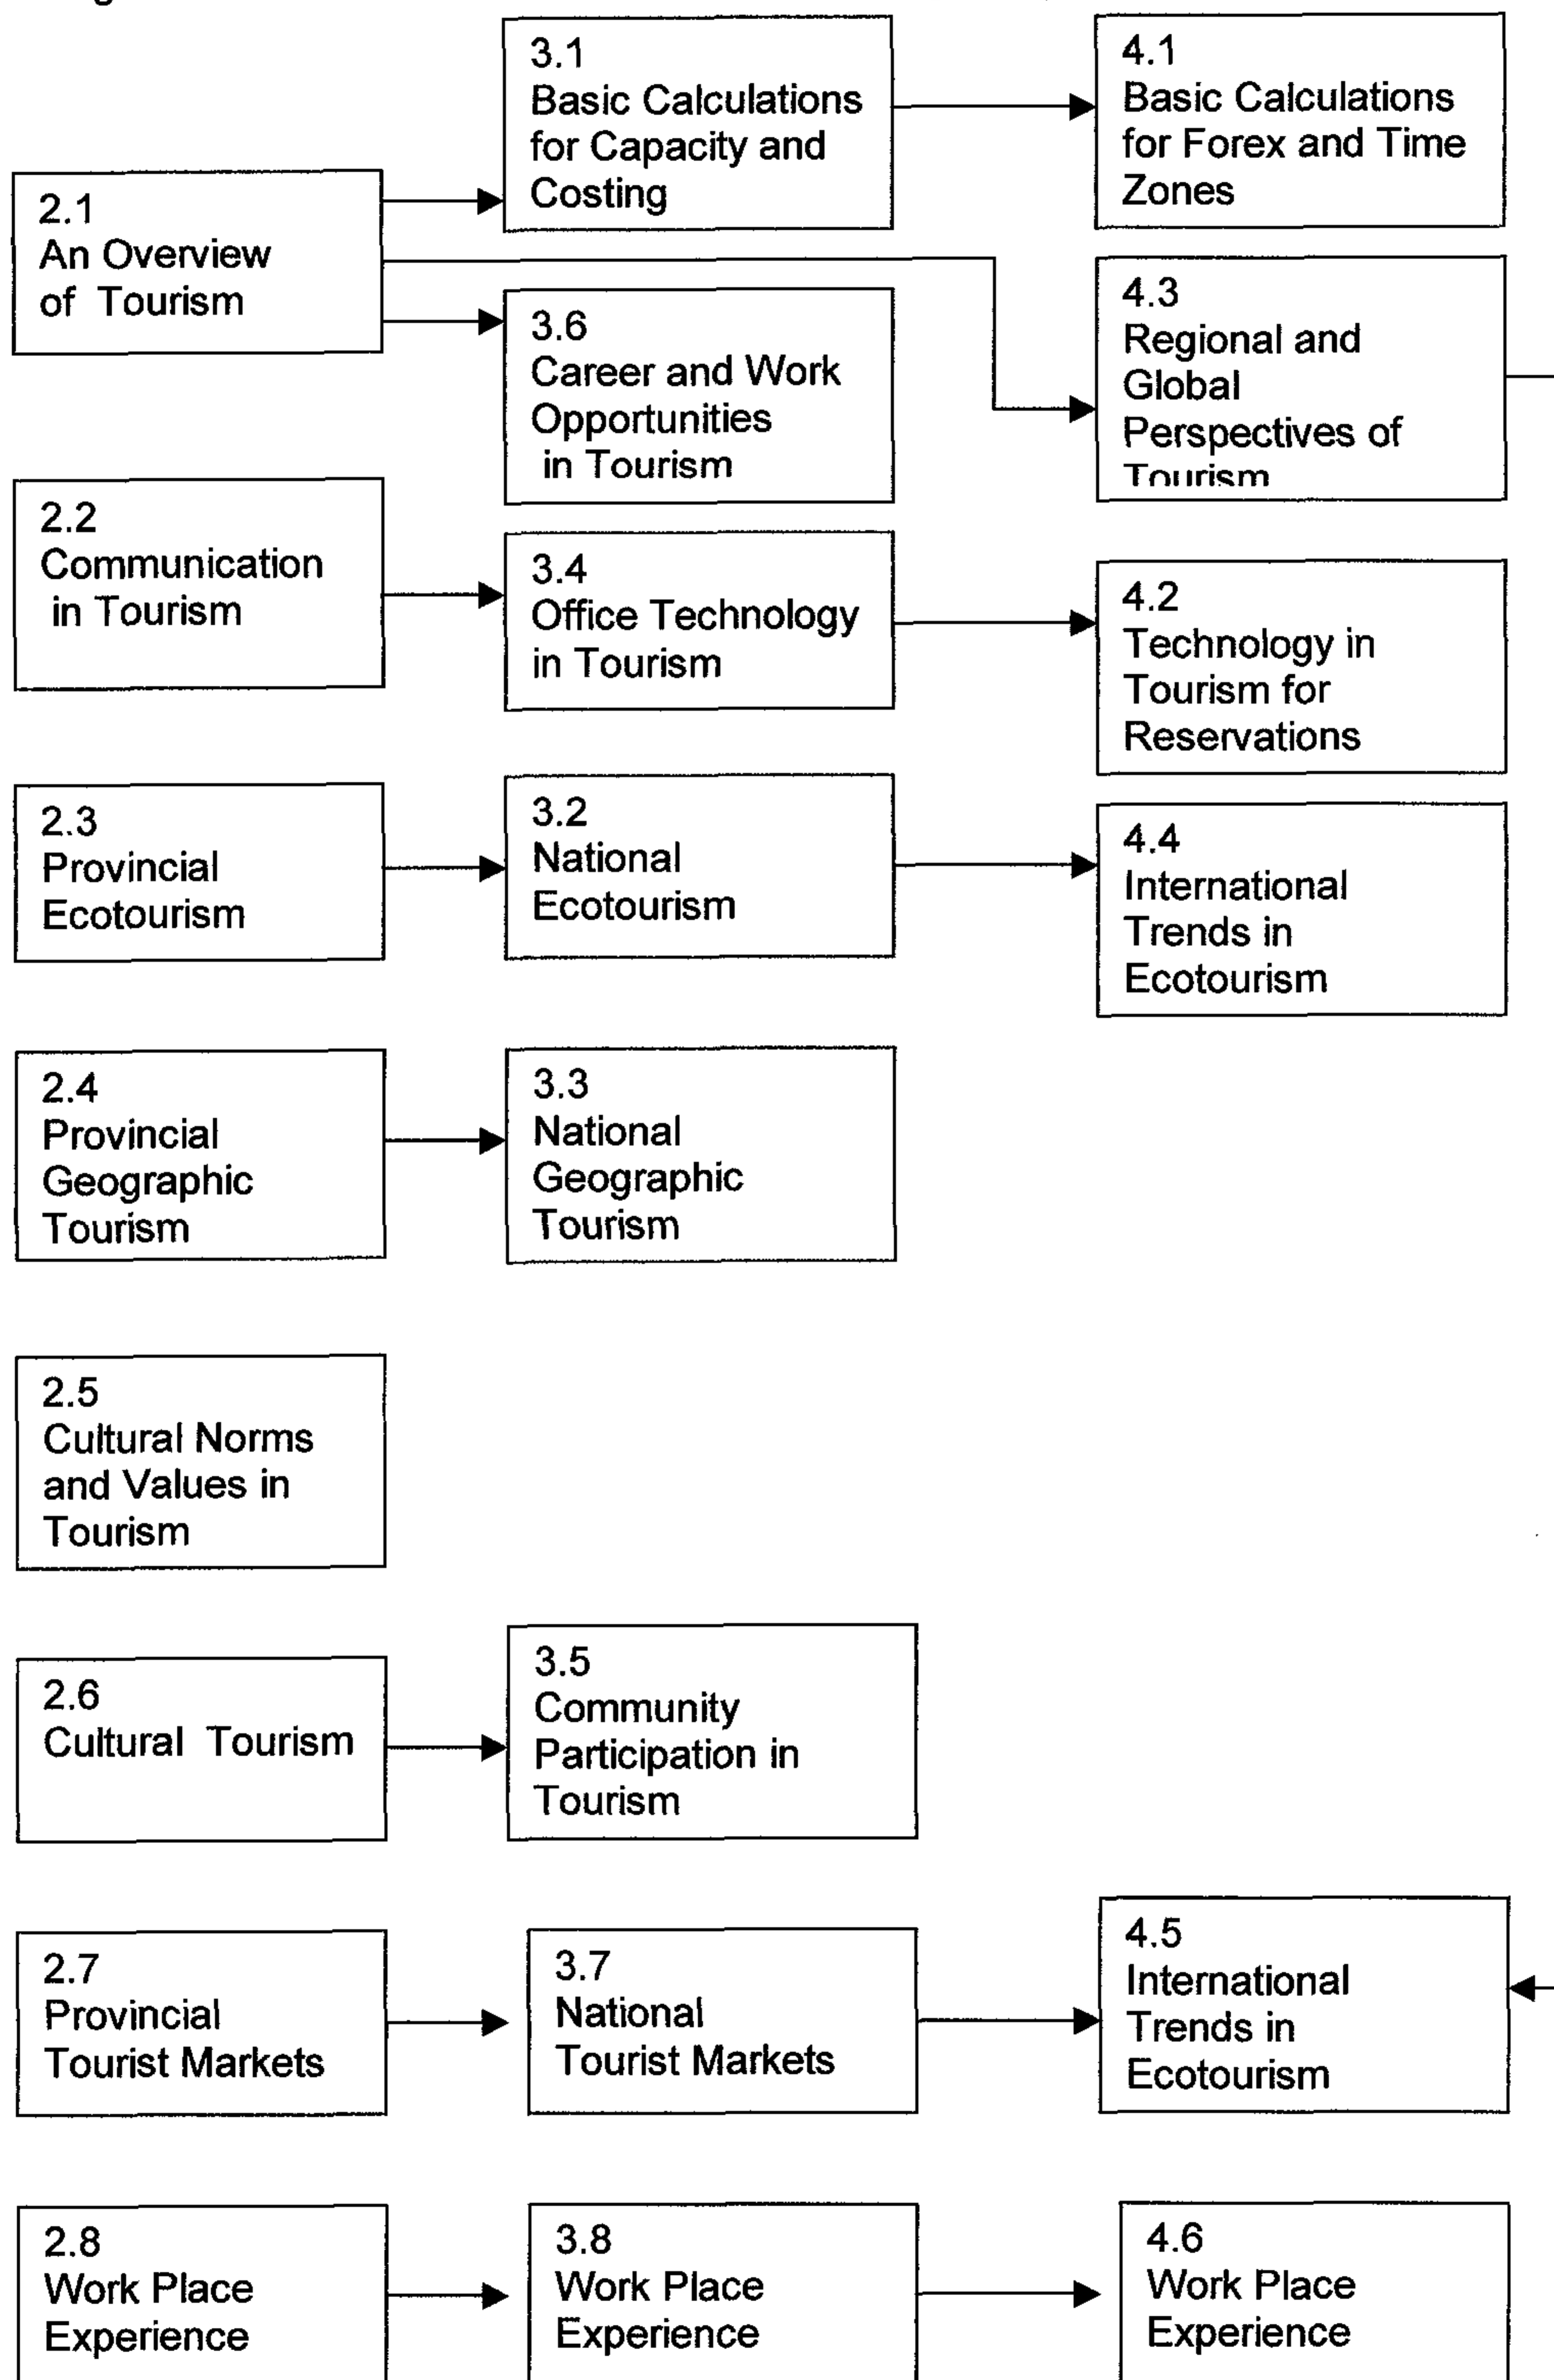 3.1
Basic Calculations
for Capacity and
Costing
4.1
Basic Calculations
for Forex and Time
Zones
2.1
An Overview
of Tourism
3.6
Career and Work
Opportunities
in Tourism
4.3
Regional and
Global
Perspectives of
Tourism
2.2
Communication
in Tourism
3.4
Office Technology
in Tourism
4.2
Technology in
Tourism for
Reservations
2.3
Provincial
Ecotourism
3.2
National
Ecotourism
4.4
International
Trends in
Ecotourism
2.4
Provincial
Geographic
Tourism
3.3
National
Geographic
Tourism
2.5
Cultural Norms
and Values in
Tourism
2.6
Cultural Tourism
3.5
Community
Participation in
Tourism
2.7
Provincial
Tourist Markets
3.7
National
Tourist Markets
4.5
International
Trends in
Ecotourism
2.8
Work Place
Experience
3.8
Work Place
Experience
4.6
Work Place
Experience